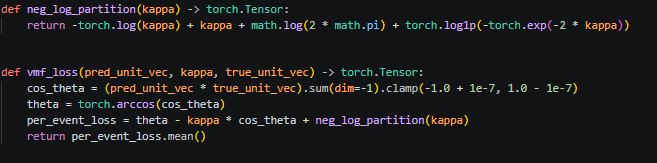 def neg_log_partition(kappa) -> torch.Tensor:
    return -torch.log(kappa) + kappa + math.log(2 * math.pi) + torch.log1p(-torch.exp(-2 * kappa))
def vmf_loss(pred_unit_vec, kappa, true_unit_vec) -> torch.Tensor:
    cos_theta = (pred_unit_vec * true_unit_vec).sum(dim=-1).clamp(-1.0 + 1e-7, 1.0 - 1e-7)
    theta = torch.arccos(cos_theta)
    per_event_loss = theta - kappa * cos_theta + neg_log_partition(kappa)
    return per_event_loss.mean()